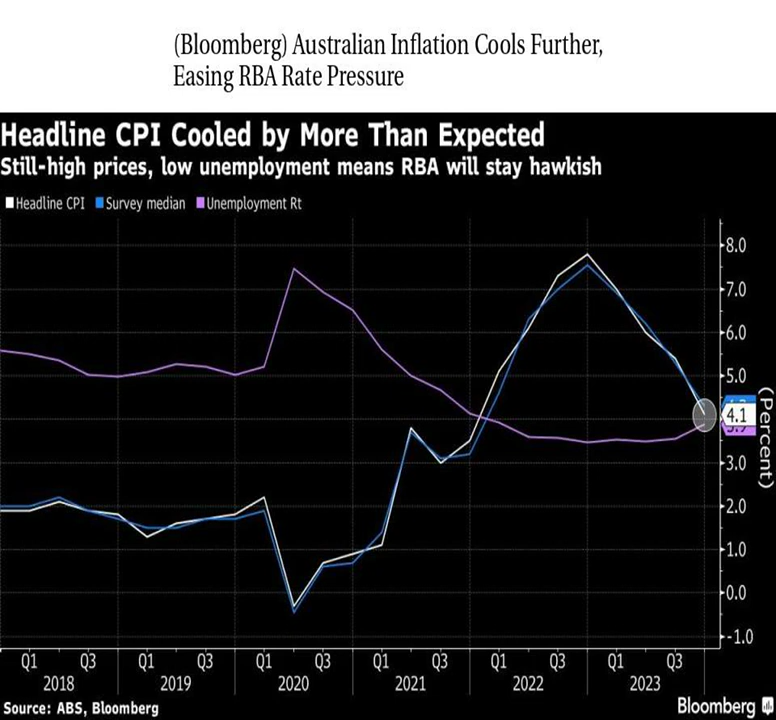 (Bloomberg) Australian Inflation Cools Further,
Easing RBA Rate Pressure
Headline CPI Cooled by More Than Expected
Still-high prices, low unemployment means RBA will stay hawkish
Headline CPI Survey median Unemployment Rt
8.0
7.0
6.0
5.0
4.1
3.0
2.0
1.0
0.0
-1.0
(Percent)
Q1 Q3 Q1 Q3 Q1 Q3 Q1 Q3 Q1 Q3 Q1 Q3
2018 2019 2020 2021 2022 2023
Source: ABS, Bloomberg
Bloomberg